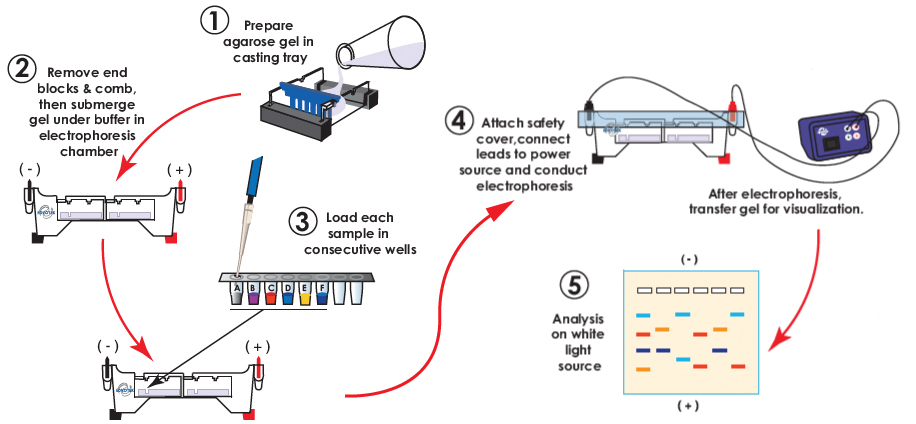 1
Prepare
agarose gel in
casting tray
2
Remove end
blocks & comb,
then submerge
gel under buffer in
electrophoresis
chamber
( - )
( + )
3
Load each
sample in
consecutive wells
A B C D E F
( - )
( + )
4
Attach safety
cover,connect
leads to power
source and conduct
electrophoresis
After electrophoresis,
transfer gel for visualization.
5
Analysis
on white
light
source
( - )
( + )